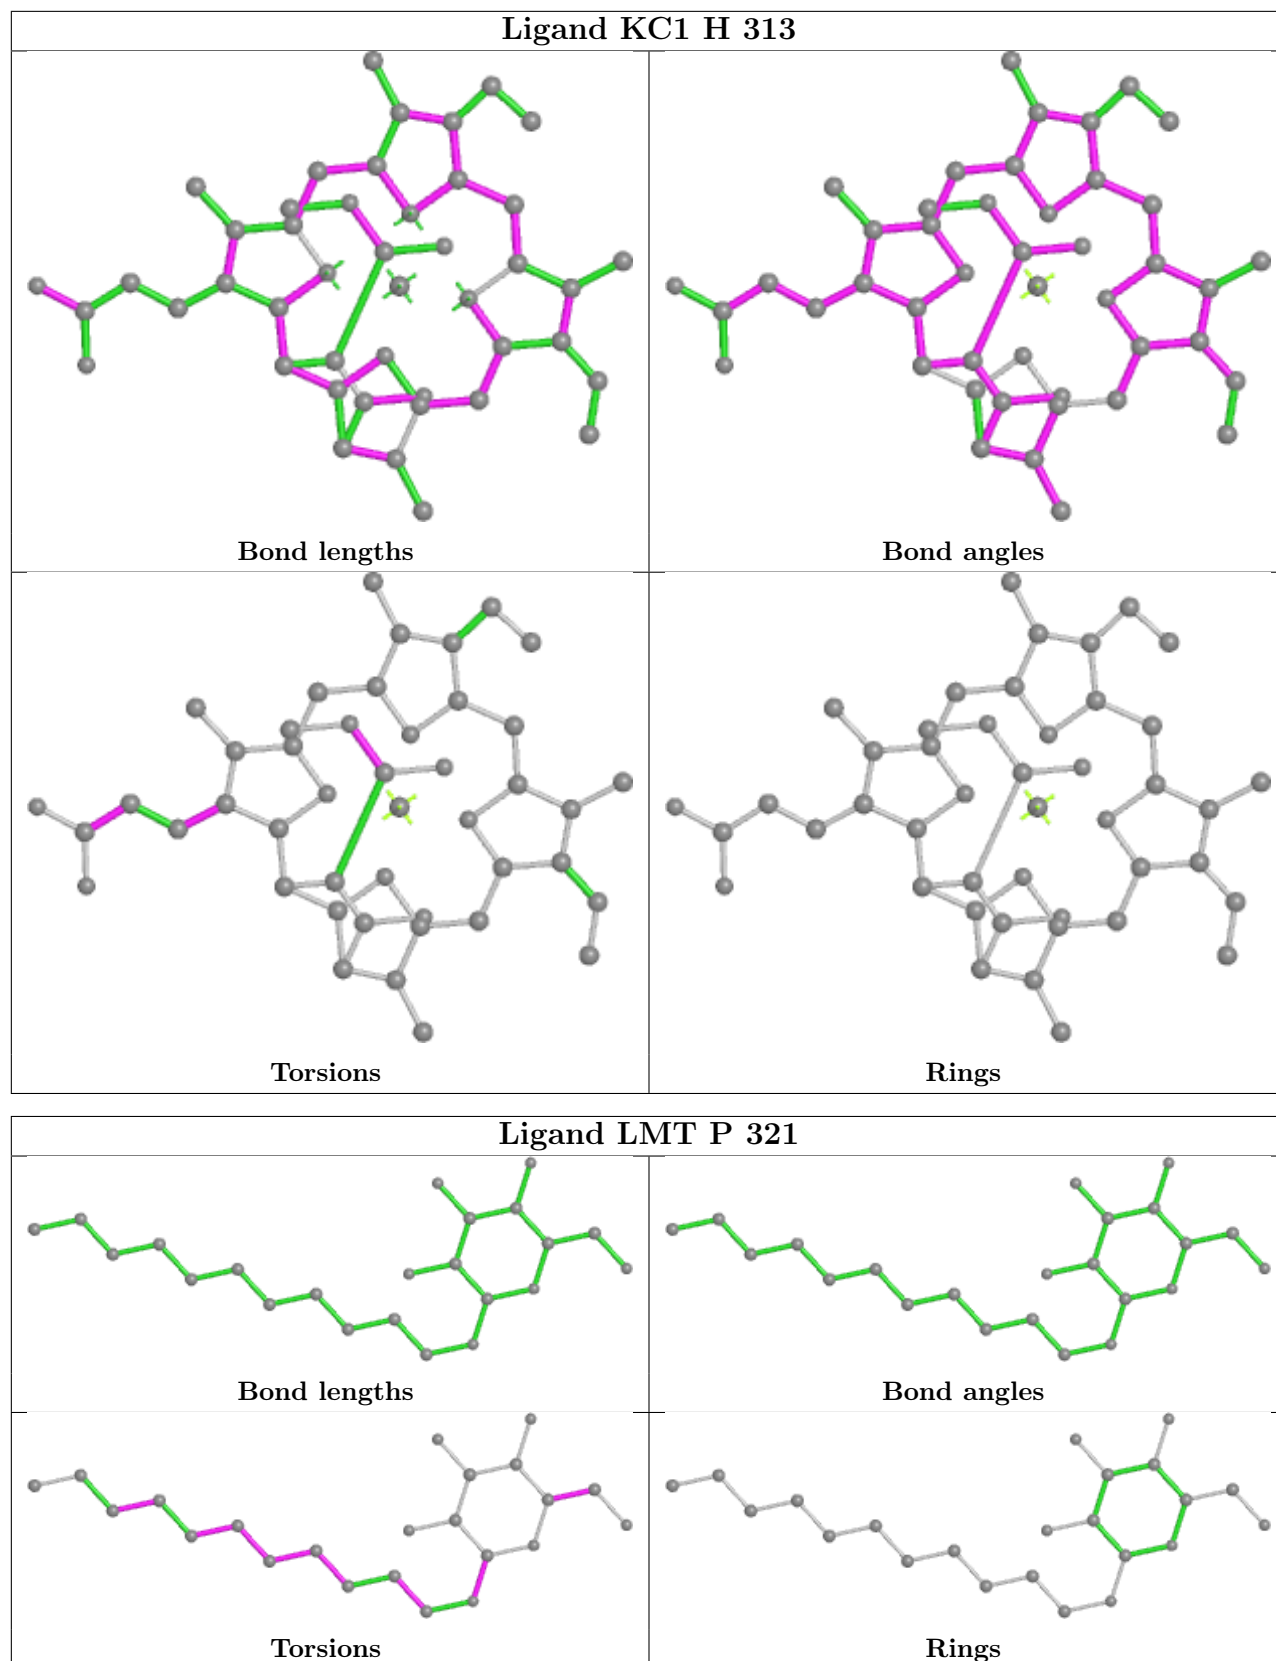 Ligand KC1 H 313
Bond lengths
Bond angles
Torsions
Rings
Ligand LMT P 321
Bond lengths
Bond angles
Torsions
Rings